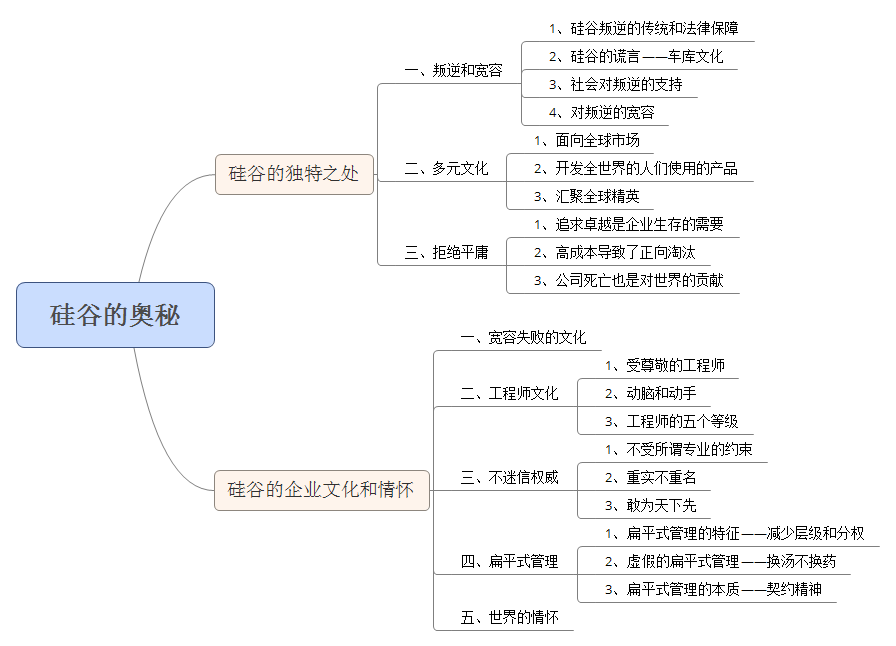 硅谷的奥秘
硅谷的独特之处
一、叛逆和宽容
1、硅谷叛逆的传统和法律保障
2、硅谷的谎言——车库文化
3、社会对叛逆的支持
4、对叛逆的宽容
二、多元文化
1、面向全球市场
2、开发全世界的人们使用的产品
3、汇聚全球精英
三、拒绝平庸
1、追求卓越是企业生存的需要
2、高成本导致了正向淘汰
3、公司死亡也是对世界的贡献
硅谷的企业文化和情怀
一、宽容失败的文化
二、工程师文化
1、受尊敬的工程师
2、动脑和动手
3、工程师的五个等级
三、不迷信权威
1、不受所谓专业的约束
2、重实不重名
3、敢为天下先
四、扁平式管理
1、扁平式管理的特征——减少层级和分权
2、虚假的扁平式管理——换汤不换药
3、扁平式管理的本质——契约精神
五、世界的情怀